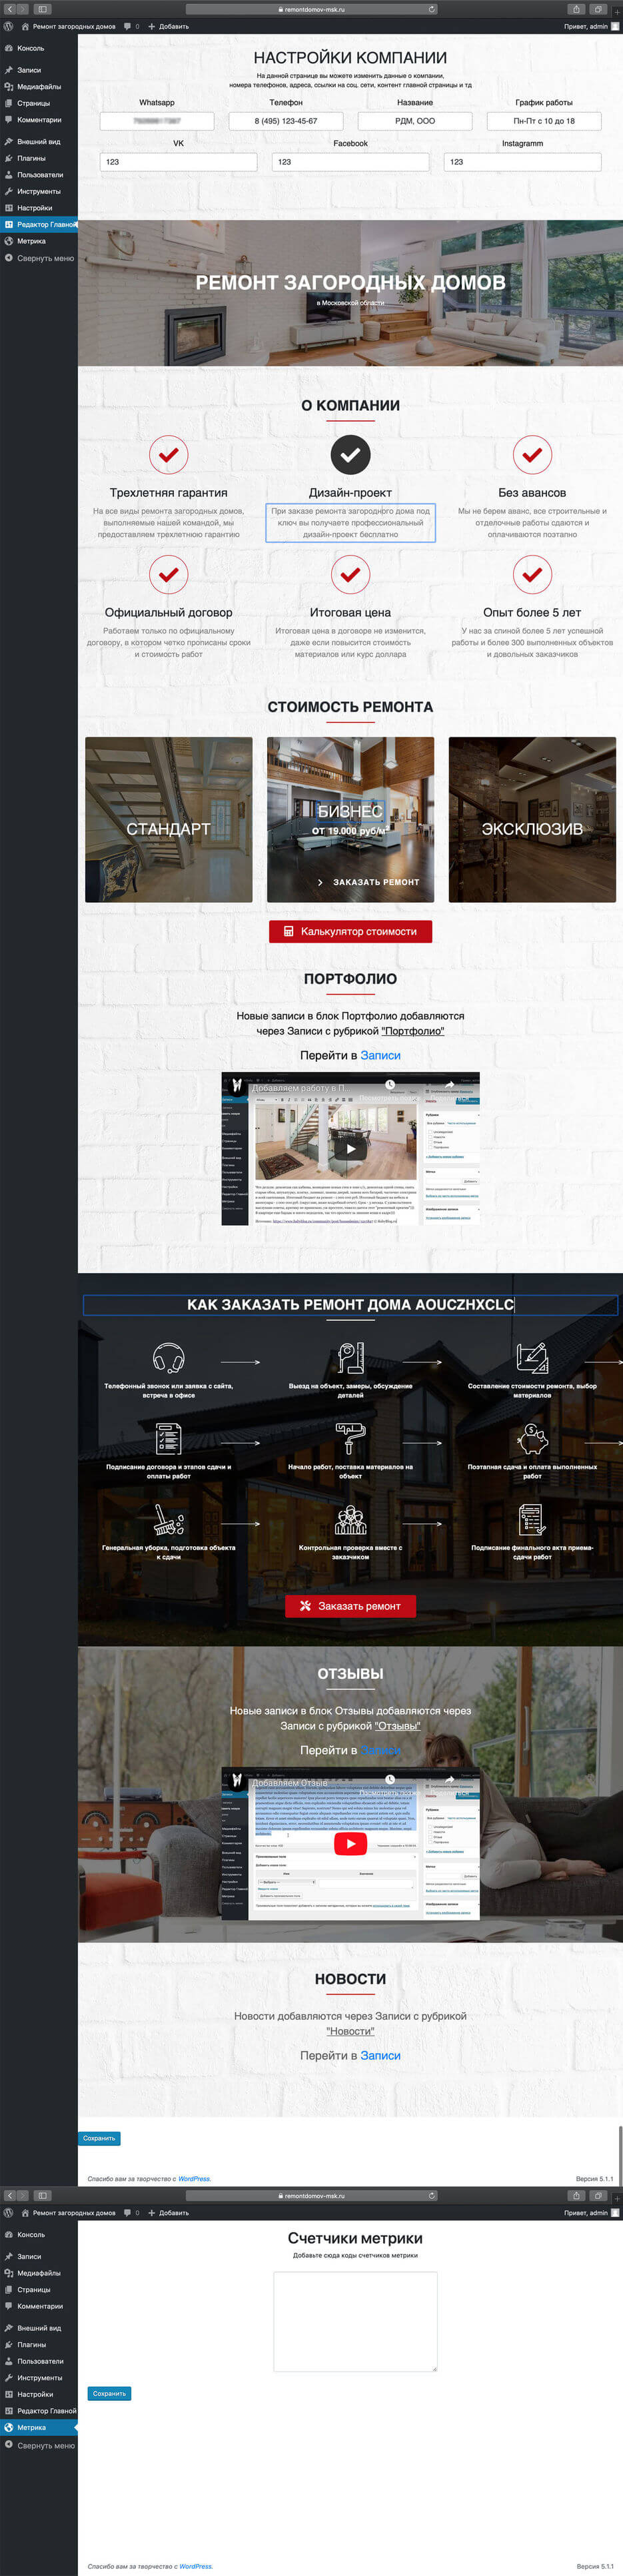 remontdomov-msk.ru
Ремонт загородных домов 0 Добавить Привет, admin
Консоль
Записи
Медиафайлы
Страницы
Комментарии
Внешний вид
Плагины
Пользователи
Инструменты
Настройки
Редактор Главной
Метрика
Свернуть меню
НАСТРОЙКИ КОМПАНИИ
На данной странице вы можете изменить данные о компании,
номера телефонов, адреса, ссылки на соц. сети, контент главной страницы и тд
Whatsapp Телефон Название График работы
8 (495) 123-45-67 РДМ, ООО Пн-Пт с 10 до 18
VK Facebook Instagramm
123 123 123
РЕМОНТ ЗАГОРОДНЫХ ДОМОВ
в Московской области
О КОМПАНИИ
Трехлетняя гарантия Дизайн-проект Без авансов
На все виды ремонта загородных домов, При заказе ремонта загородного дома под Мы не берем аванс, все строительные и
выполняемые нашей командой, мы ключ вы получаете профессиональный отделочные работы сдаются и
предоставляем трехлетнюю гарантию дизайн-проект бесплатно оплачиваются поэтапно
Официальный договор Итоговая цена Опыт более 5 лет
Работаем только по официальному Итоговая цена в договоре не изменится, У нас за спиной более 5 лет успешной
договору, в котором четко прописаны сроки даже если повысится стоимость работы и более 300 выполненных объектов
и стоимость работ материалов или курс доллара и довольных заказчиков
СТОИМОСТЬ РЕМОНТА
СТАНДАРТ БИЗНЕС ЭКСКЛЮЗИВ
ОТ 19.000 руб/м²
ЗАКАЗАТЬ РЕМОНТ
Калькулятор стоимости
ПОРТФОЛИО
Новые записи в блок Портфолио добавляются
через Записи с рубрикой "Портфолио"
Перейти в Записи
Добавляем работу в П...
КАК ЗАКАЗАТЬ РЕМОНТ ДОМА AOUCZHXCLC
Телефонный звонок или заявка с сайта, Выезд на объект, замеры, обсуждение Составление стоимости ремонта, выбор
встреча в офисе деталей материалов
Подписание договора и этапов сдачи и Начало работ, поставка материалов на Поэтапная сдача и оплата выполненных
оплаты работ объект работ
Генеральная уборка, подготовка объекта Контрольная проверка вместе с Подписание финального акта приема-
к сдачи заказчиком сдачи работ
Заказать ремонт
ОТЗЫВЫ
Новые записи в блок Отзывы добавляются через
Записи с рубрикой "Отзывы"
Перейти в Записи
Добавляем Отзыв
НОВОСТИ
Новости добавляются через Записи с рубрикой
"Новости"
Перейти в Записи
Сохранить
Спасибо вам за творчество с WordPress. Версия 5.1.1
remontdomov-msk.ru
Ремонт загородных домов 0 Добавить Привет, admin
Консоль
Записи
Медиафайлы
Страницы
Комментарии
Внешний вид
Плагины
Пользователи
Инструменты
Настройки
Редактор Главной
Метрика
Свернуть меню
Счетчики метрики
Добавьте сюда коды счетчиков метрики
Сохранить
Спасибо вам за творчество с WordPress. Версия 5.1.1